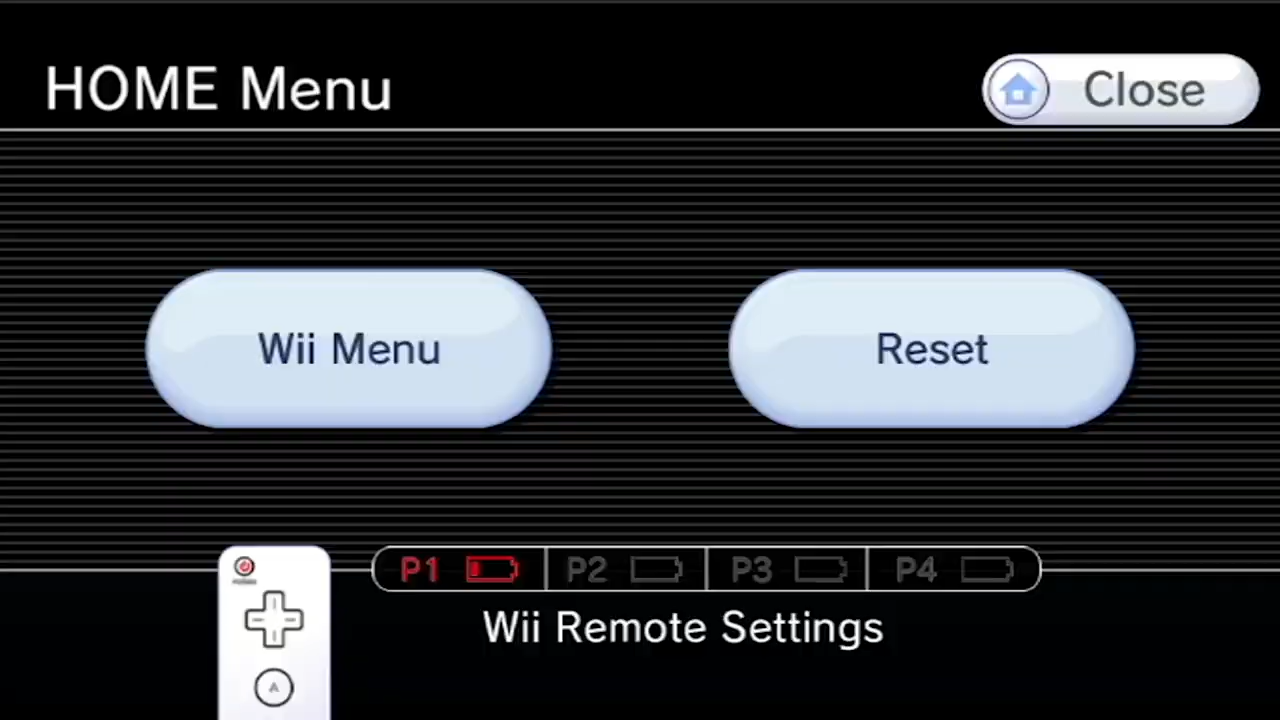 HOME Menu
Close
Wii Menu
Reset
P1 P2 P3 P4
Wii Remote Settings
A